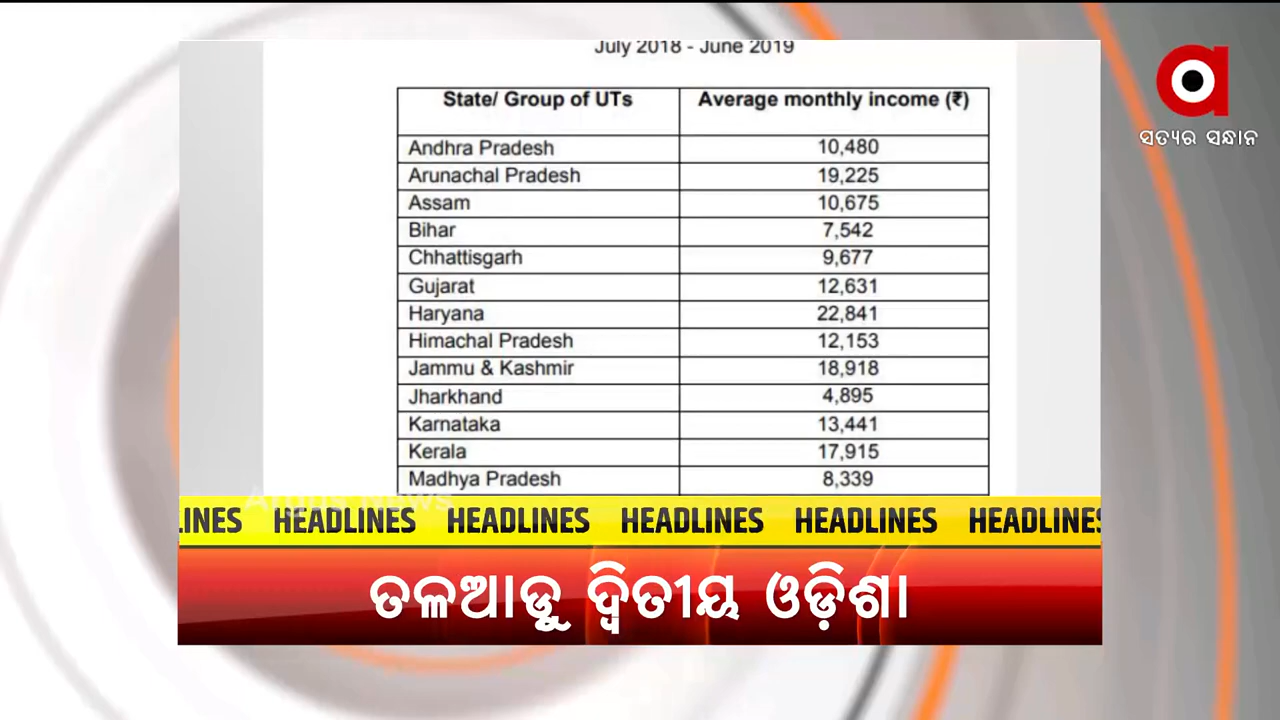 July 2018 - June 2019
ସତ୍ୟର ସନ୍ଧାନ
State/ Group of UTs Average monthly income (₹)
Andhra Pradesh 10,480
Arunachal Pradesh 19,225
Assam 10,675
Bihar 7,542
Chhattisgarh 9,677
Gujarat 12,631
Haryana 22,841
Himachal Pradesh 12,153
Jammu & Kashmir 18,918
Jharkhand 4,895
Karnataka 13,441
Kerala 17,915
Madhya Pradesh 8,339
Argus News
LINES HEADLINES HEADLINES HEADLINES HEADLINES HEADLINES
ତଳଆଡୁ ଦ୍ୱିତୀୟ ଓଡ଼ିଶା